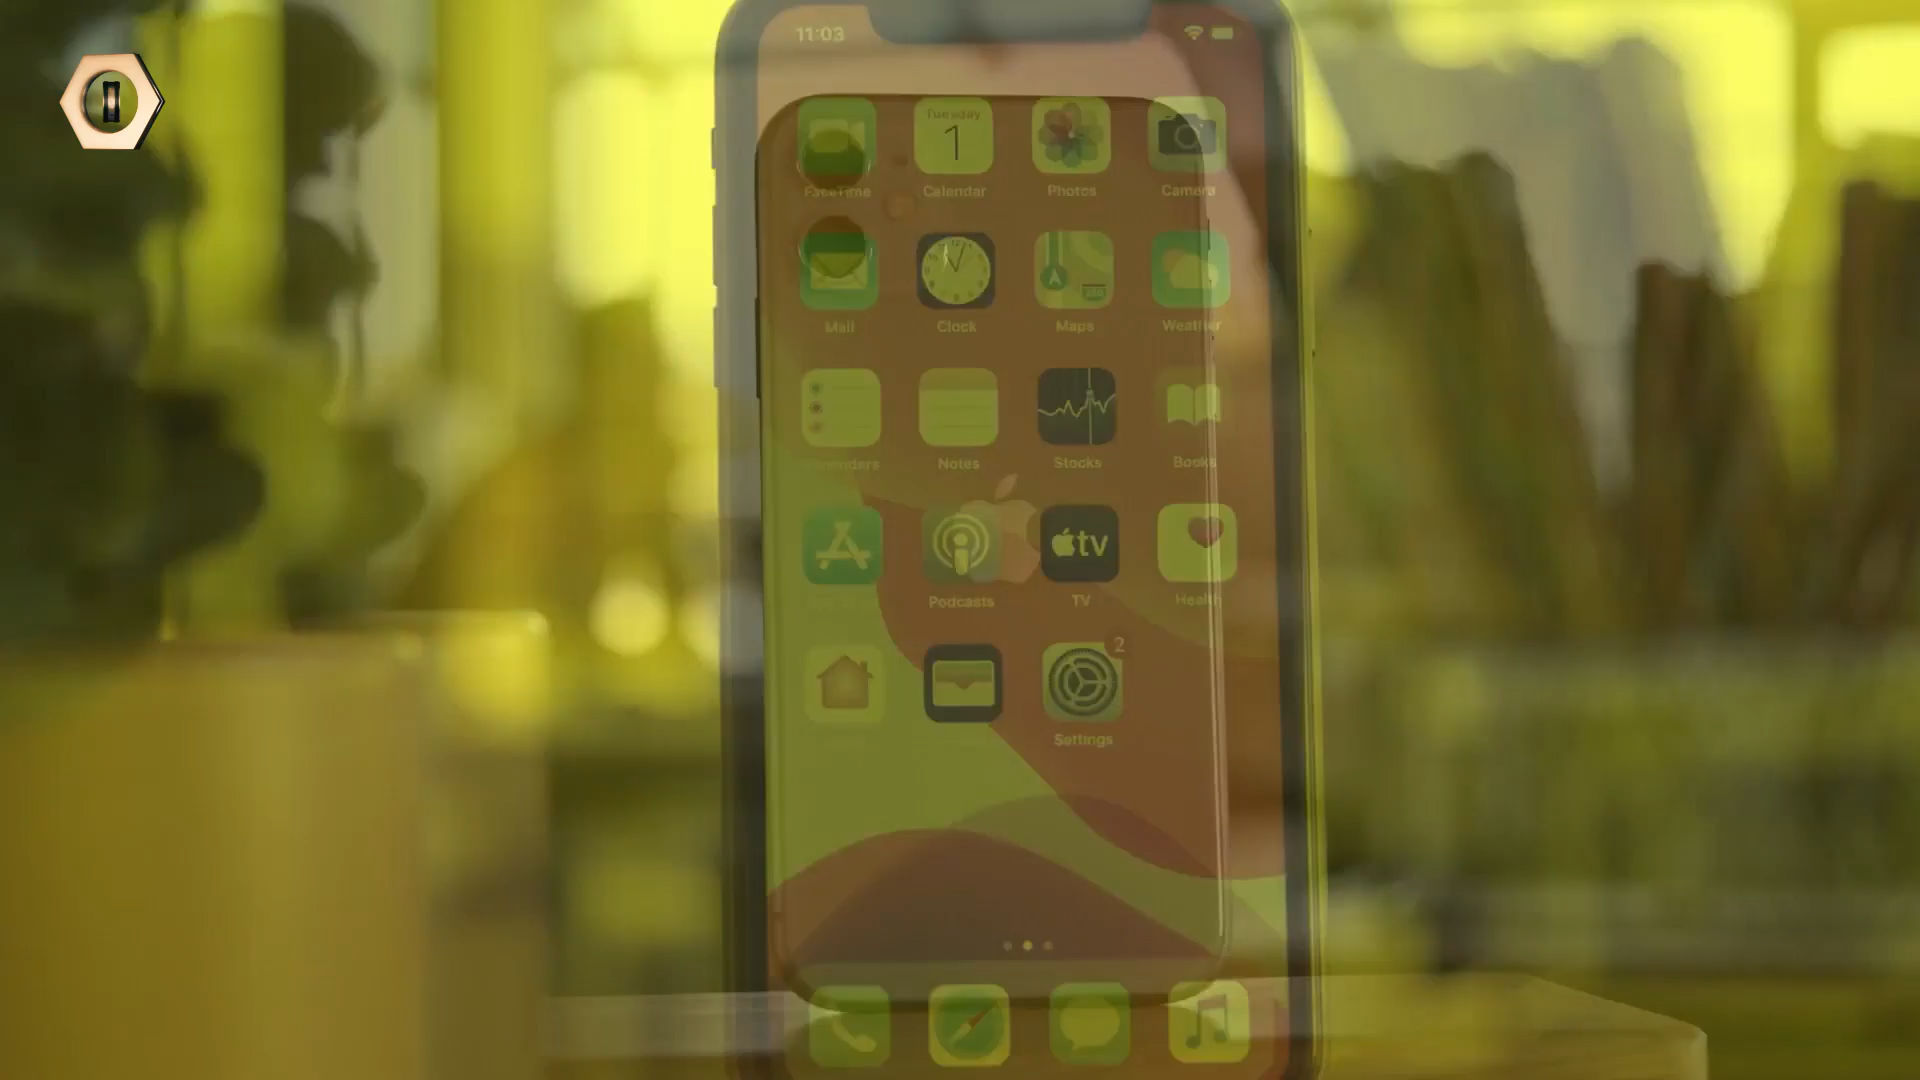 11:03
Tuesday
1
FaceTime Calendar Photos Camera
Mail Clock Maps Weather
Reminders Notes Stocks Books
tv
Podcasts TV Health
2
Settings